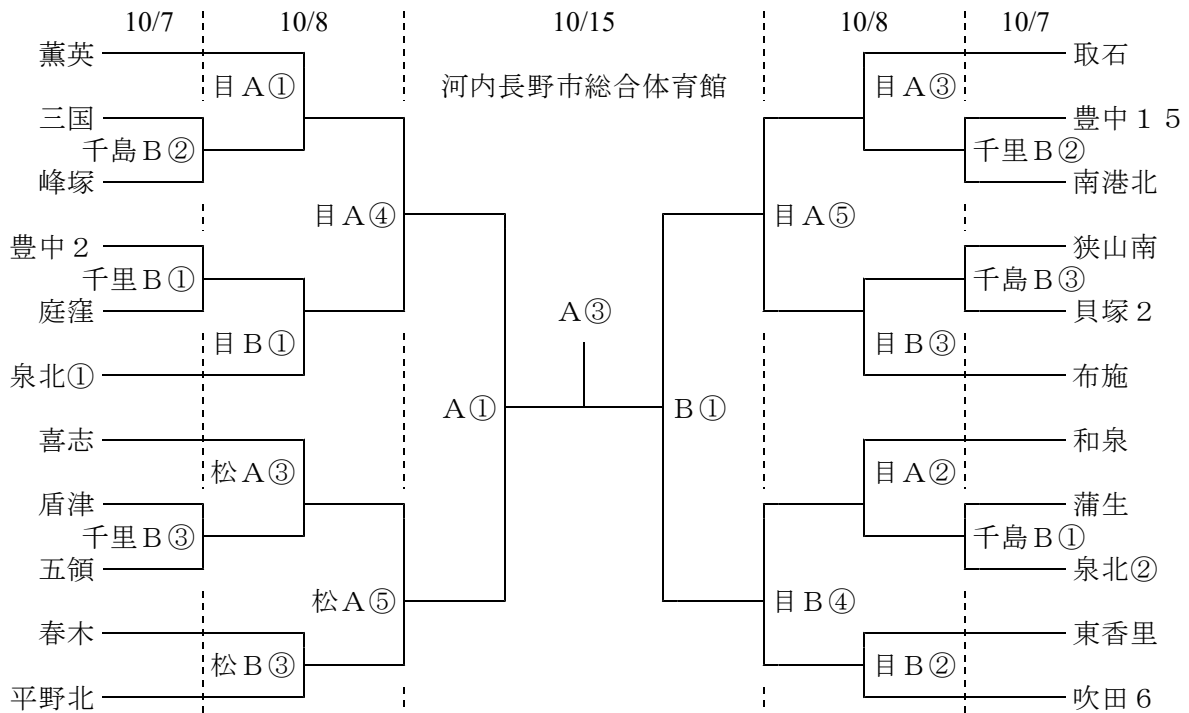 10/7 10/8 10/15 10/8 10/7
薫英 取石
目A① 河内長野市総合体育館 目A③
三国 豊中１５
千島B② 千里B②
峰塚 南港北
目A④ 目A⑤
豊中２ 狭山南
千里B① 千島B③
庭窪 A③ 貝塚２
目B① 目B③
泉北① 布施
A① B①
喜志 和泉
松A③ 目A②
盾津 蒲生
千里B③ 千島B①
五領 泉北②
松A⑤ 目B④
春木 東香里
松B③ 目B②
平野北 吹田６